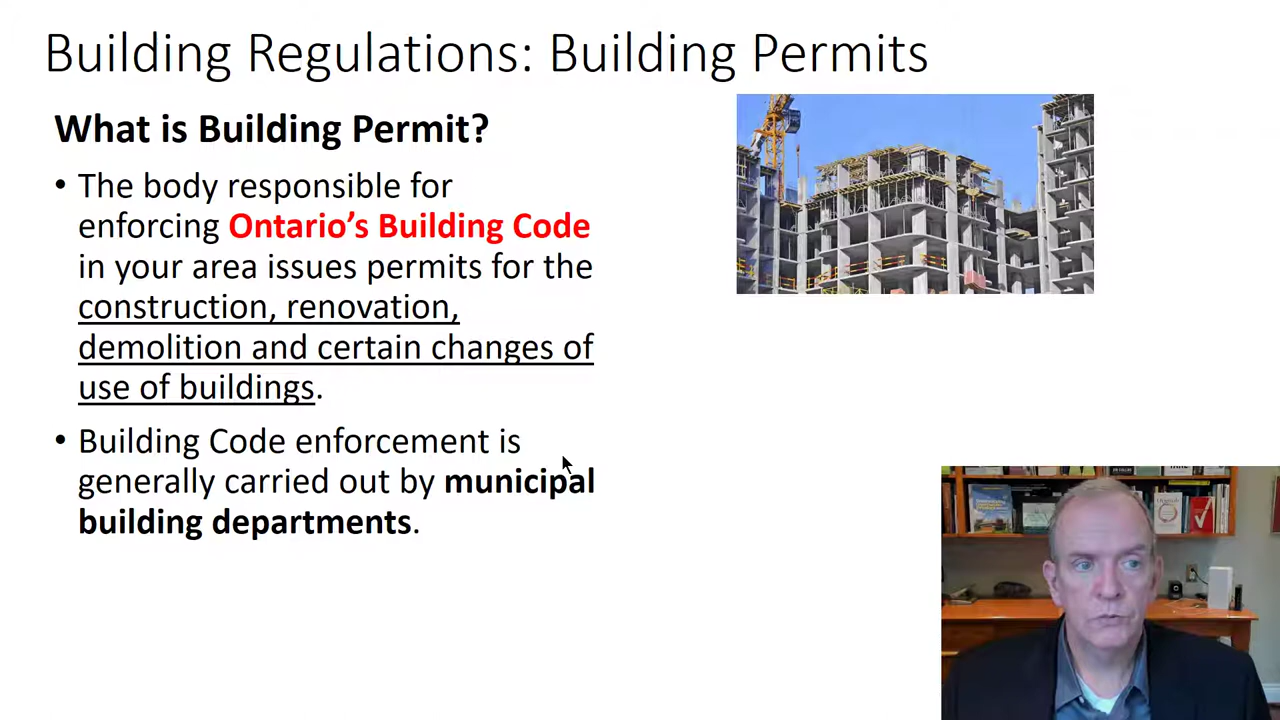 Building Regulations: Building Permits
What is Building Permit?
• The body responsible for
enforcing Ontario’s Building Code
in your area issues permits for the
construction, renovation,
demolition and certain changes of
use of buildings.
• Building Code enforcement is
generally carried out by municipal
building departments.